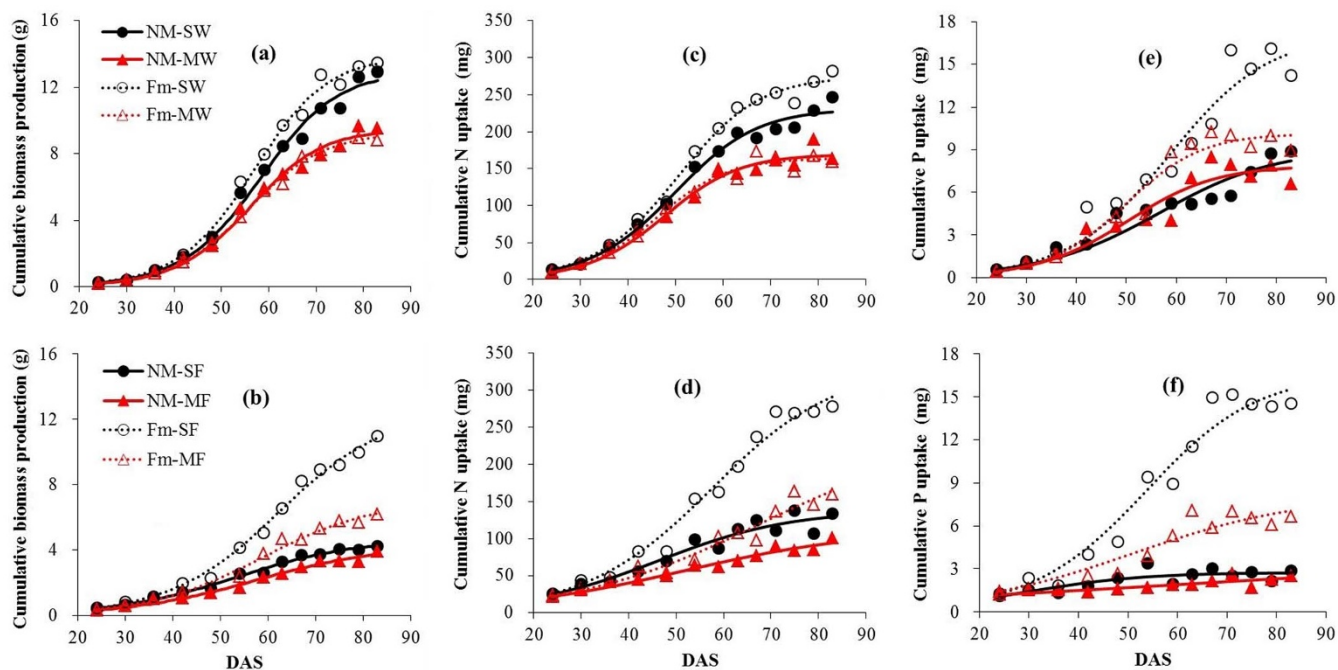 Cumulative biomass production (g)
16
12
8
4
0
20 30 40 50 60 70 80 90
NM-SW
NM-MW
Fm-SW
Fm-MW
(a)
Cumulative N uptake (mg)
350
300
250
200
150
100
50
0
20 30 40 50 60 70 80 90
(c)
Cumulative P uptake (mg)
18
15
12
9
6
3
0
20 30 40 50 60 70 80 90
(e)
Cumulative biomass production (g)
16
12
8
4
0
20 30 40 50 60 70 80 90
DAS
NM-SF
NM-MF
Fm-SF
Fm-MF
(b)
Cumulative N uptake (mg)
350
300
250
200
150
100
50
0
20 30 40 50 60 70 80 90
DAS
(d)
Cumulative P uptake (mg)
18
15
12
9
6
3
0
20 30 40 50 60 70 80 90
DAS
(f)